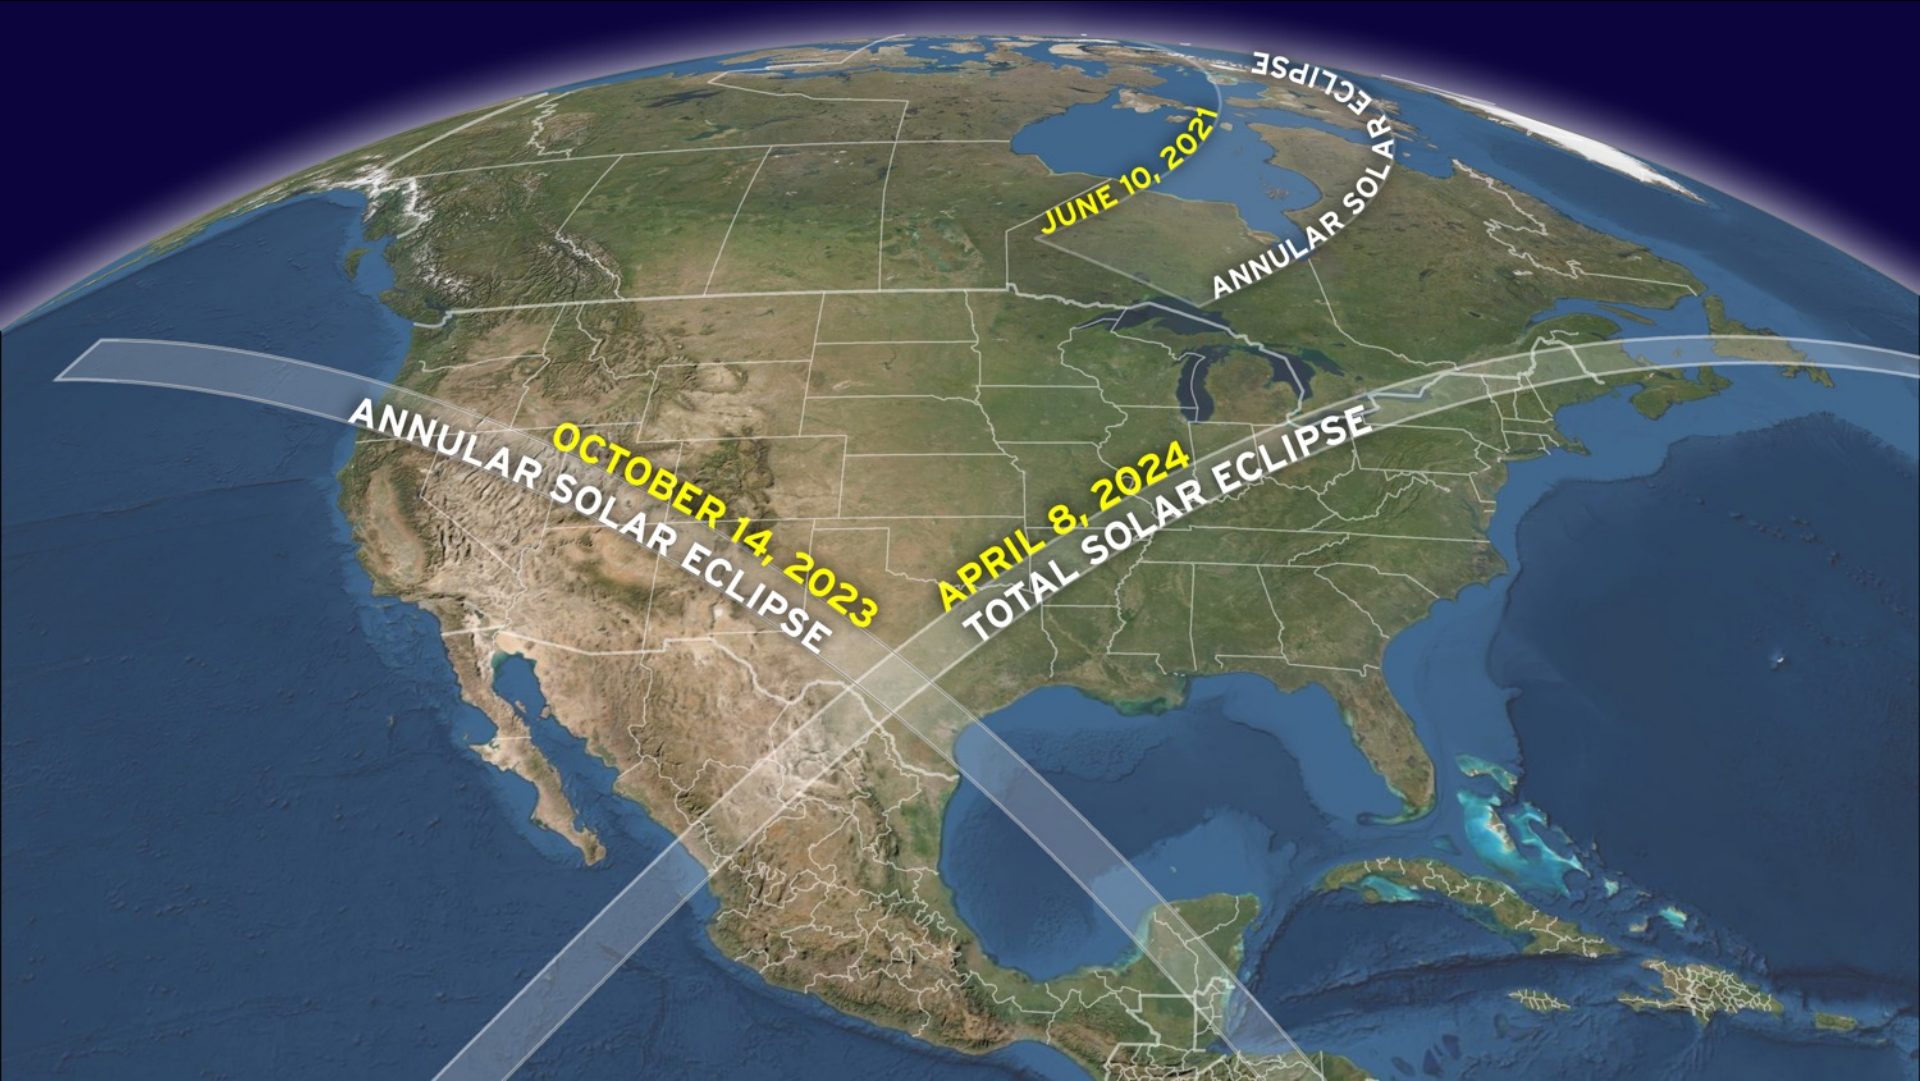 JUNE 10, 2021
ANNULAR SOLAR ECLIPSE
OCTOBER 14, 2023
ANNULAR SOLAR ECLIPSE
APRIL 8, 2024
TOTAL SOLAR ECLIPSE